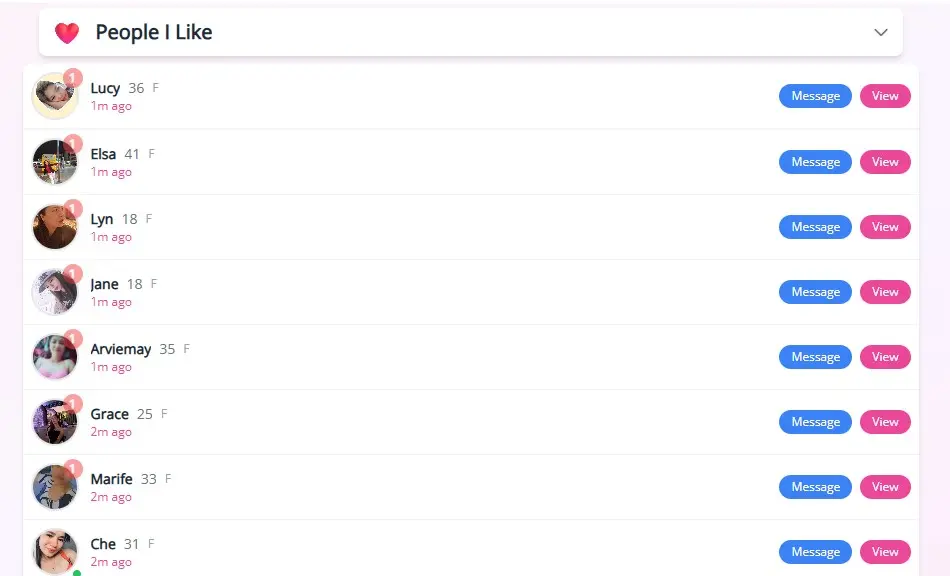 People I Like
1
Lucy 36 F
1m ago
Message View
1
Elsa 41 F
1m ago
Message View
1
Lyn 18 F
1m ago
Message View
1
Jane 18 F
1m ago
Message View
1
Arviemay 35 F
1m ago
Message View
1
Grace 25 F
2m ago
Message View
1
Marife 33 F
2m ago
Message View
Che 31 F
2m ago
Message View